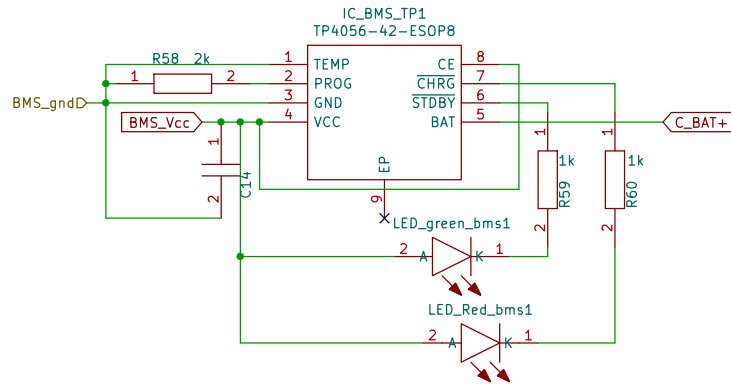 IC_BMS_TP1
TP4056-42-ESOP8
R58 2k
1 2
1 TEMP
2 PROG
3 GND
4 VCC
CE 8
CHRG 7
STDBY 6
BAT 5
EP
9
BMS_gnd
BMS_Vcc
C_BAT+
1
2
C14
1
1k
R59
2
1
1k
R60
2
LED_green_bms1
2 A K 1
LED_Red_bms1
2 A K 1